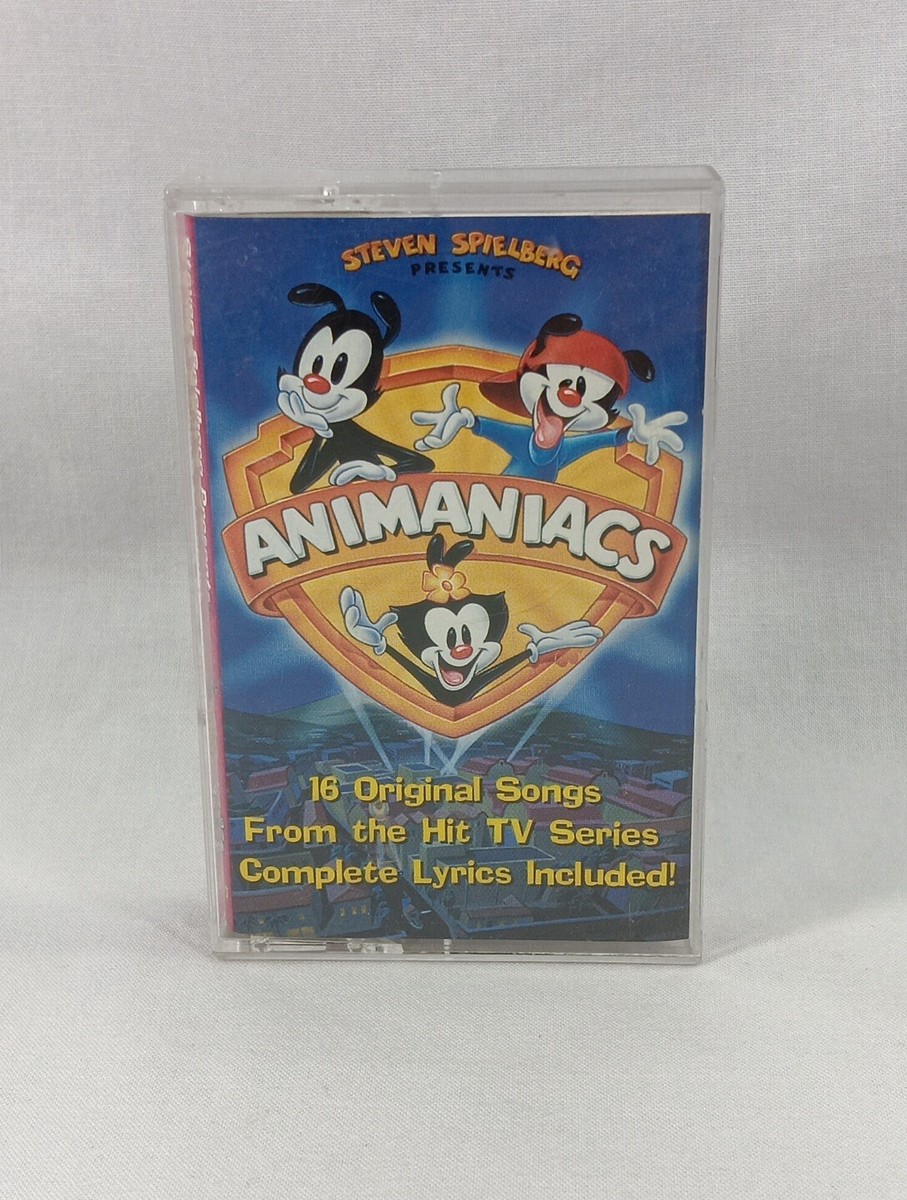 STEVEN SPIELBERG
PRESENTS
ANIMANIACS
16 Original Songs
From the Hit TV Series
Complete Lyrics Included!